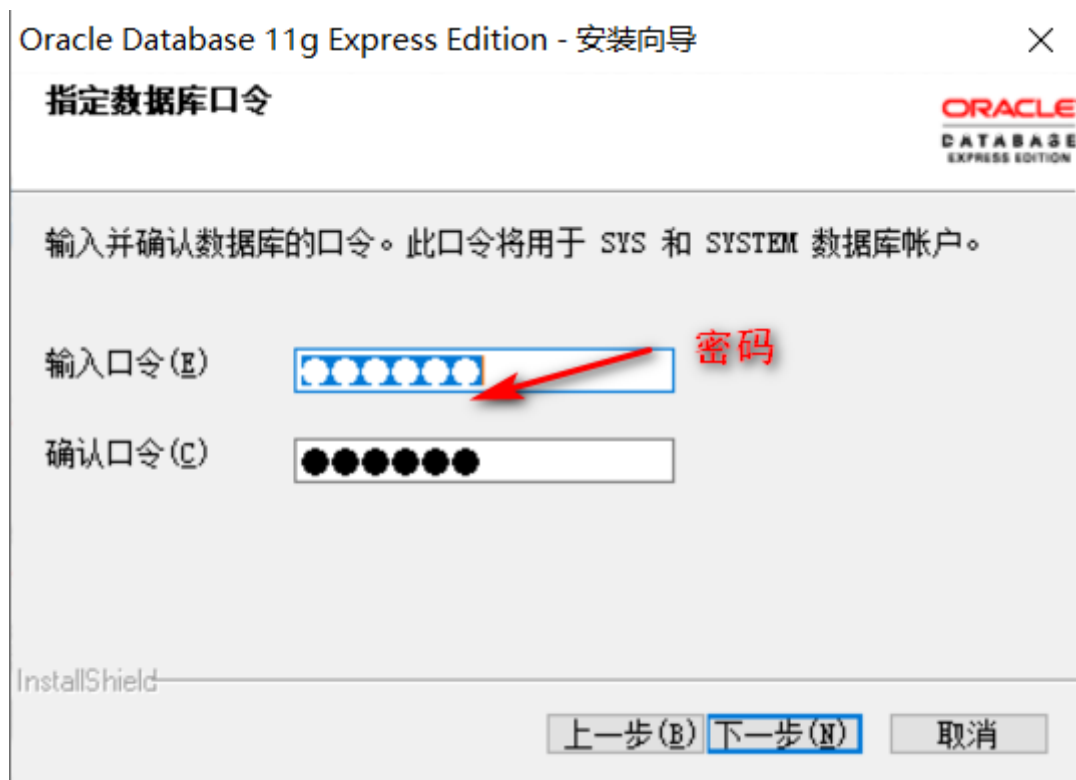 Oracle Database 11g Express Edition - 安装向导
指定数据库口令
ORACLE
DATABASE
EXPRESS EDITION
输入并确认数据库的口令。此口令将用于 SYS 和 SYSTEM 数据库帐户。
输入口令(E) ●●●●●● 密码
确认口令(C) ●●●●●●
InstallShield
上一步(B) 下一步(N) 取消